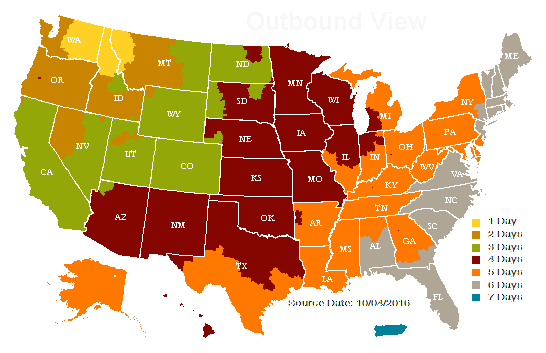 Outbound View
WA
MT
ND
MN
ME
OR
ID
SD
WI
MI
NY
WY
IA
PA
NV
UT
NE
IL
IN
OH
WV
VA
CA
CO
KS
MO
KY
NC
AZ
NM
OK
AR
TN
SC
TX
LA
MS
AL
GA
FL
1 Day
2 Days
3 Days
4 Days
5 Days
6 Days
7 Days
Source Date: 10/04/2016